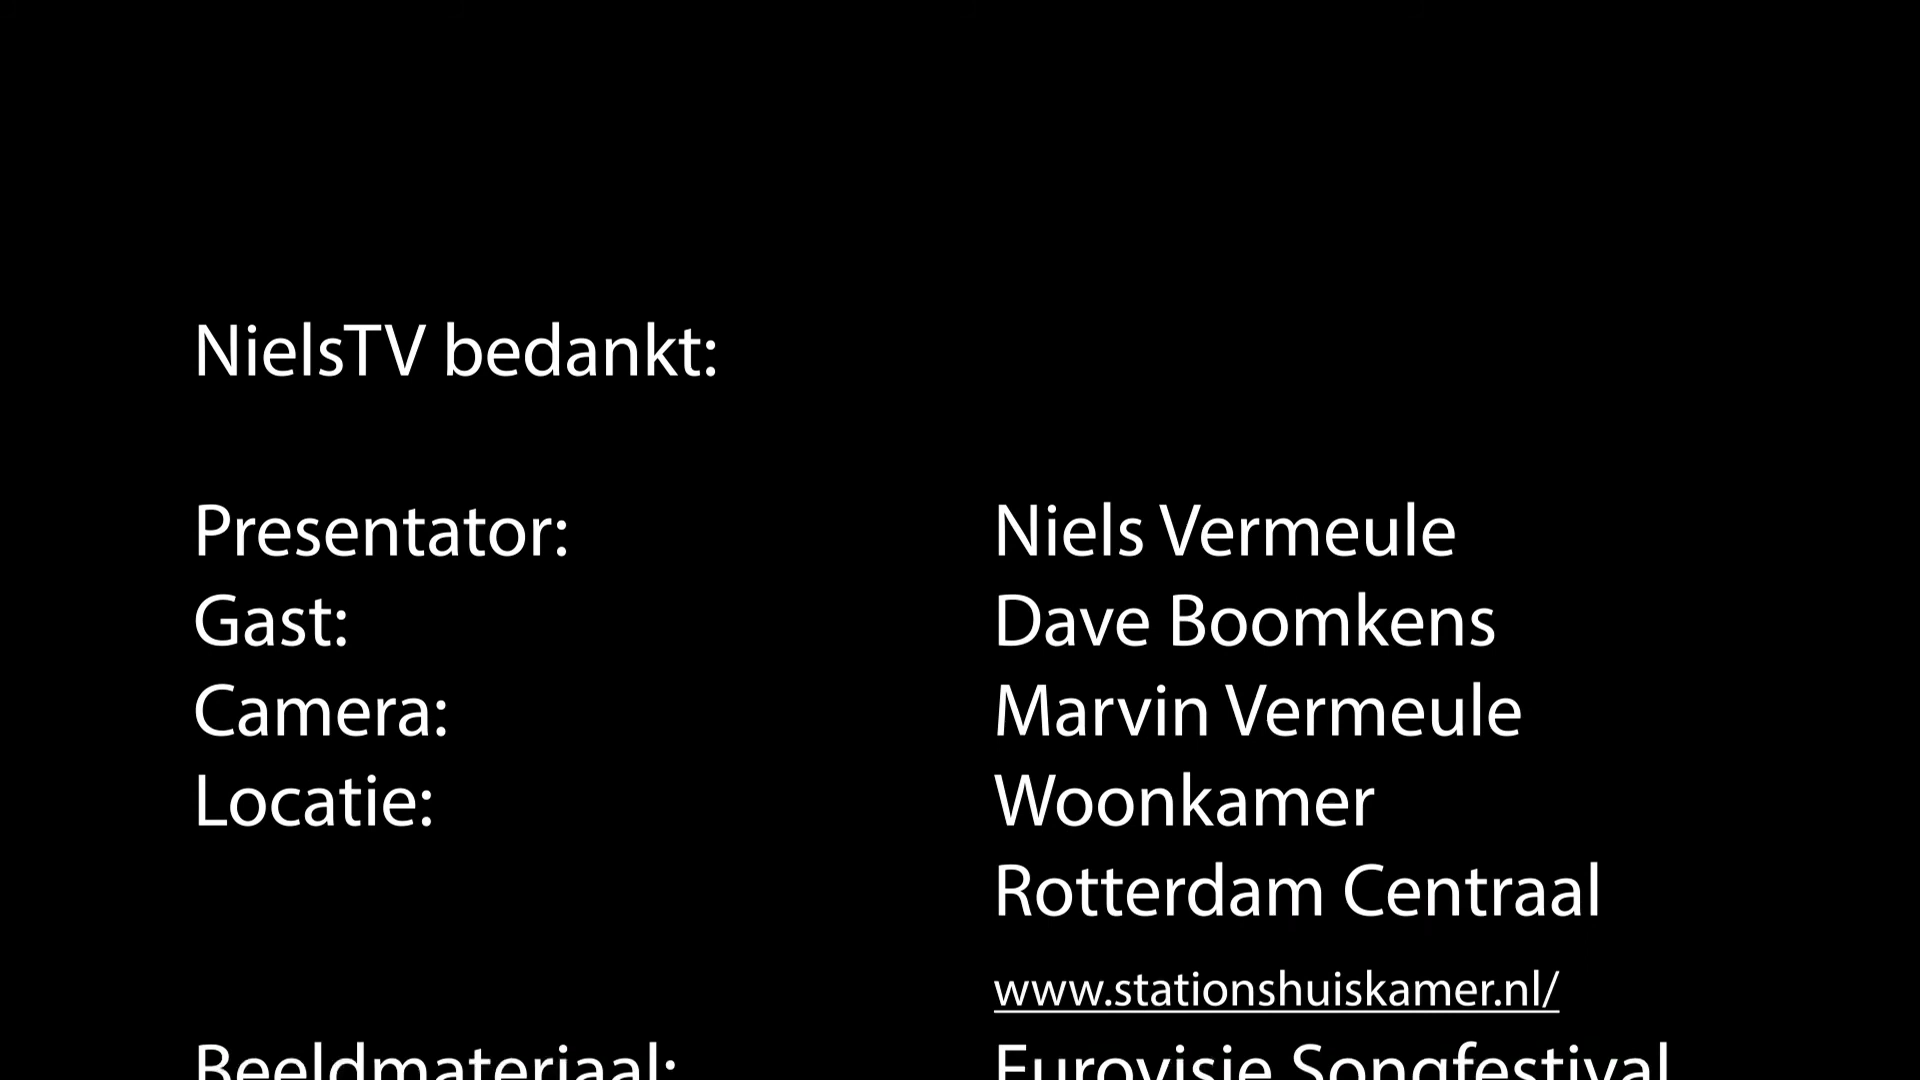 NielsTV bedankt:
Presentator: Niels Vermeule
Gast: Dave Boomkens
Camera: Marvin Vermeule
Locatie: Woonkamer
Rotterdam Centraal
www.stationshuiskamer.nl/
Beeldmateriaal: Eurovisie Songfestival